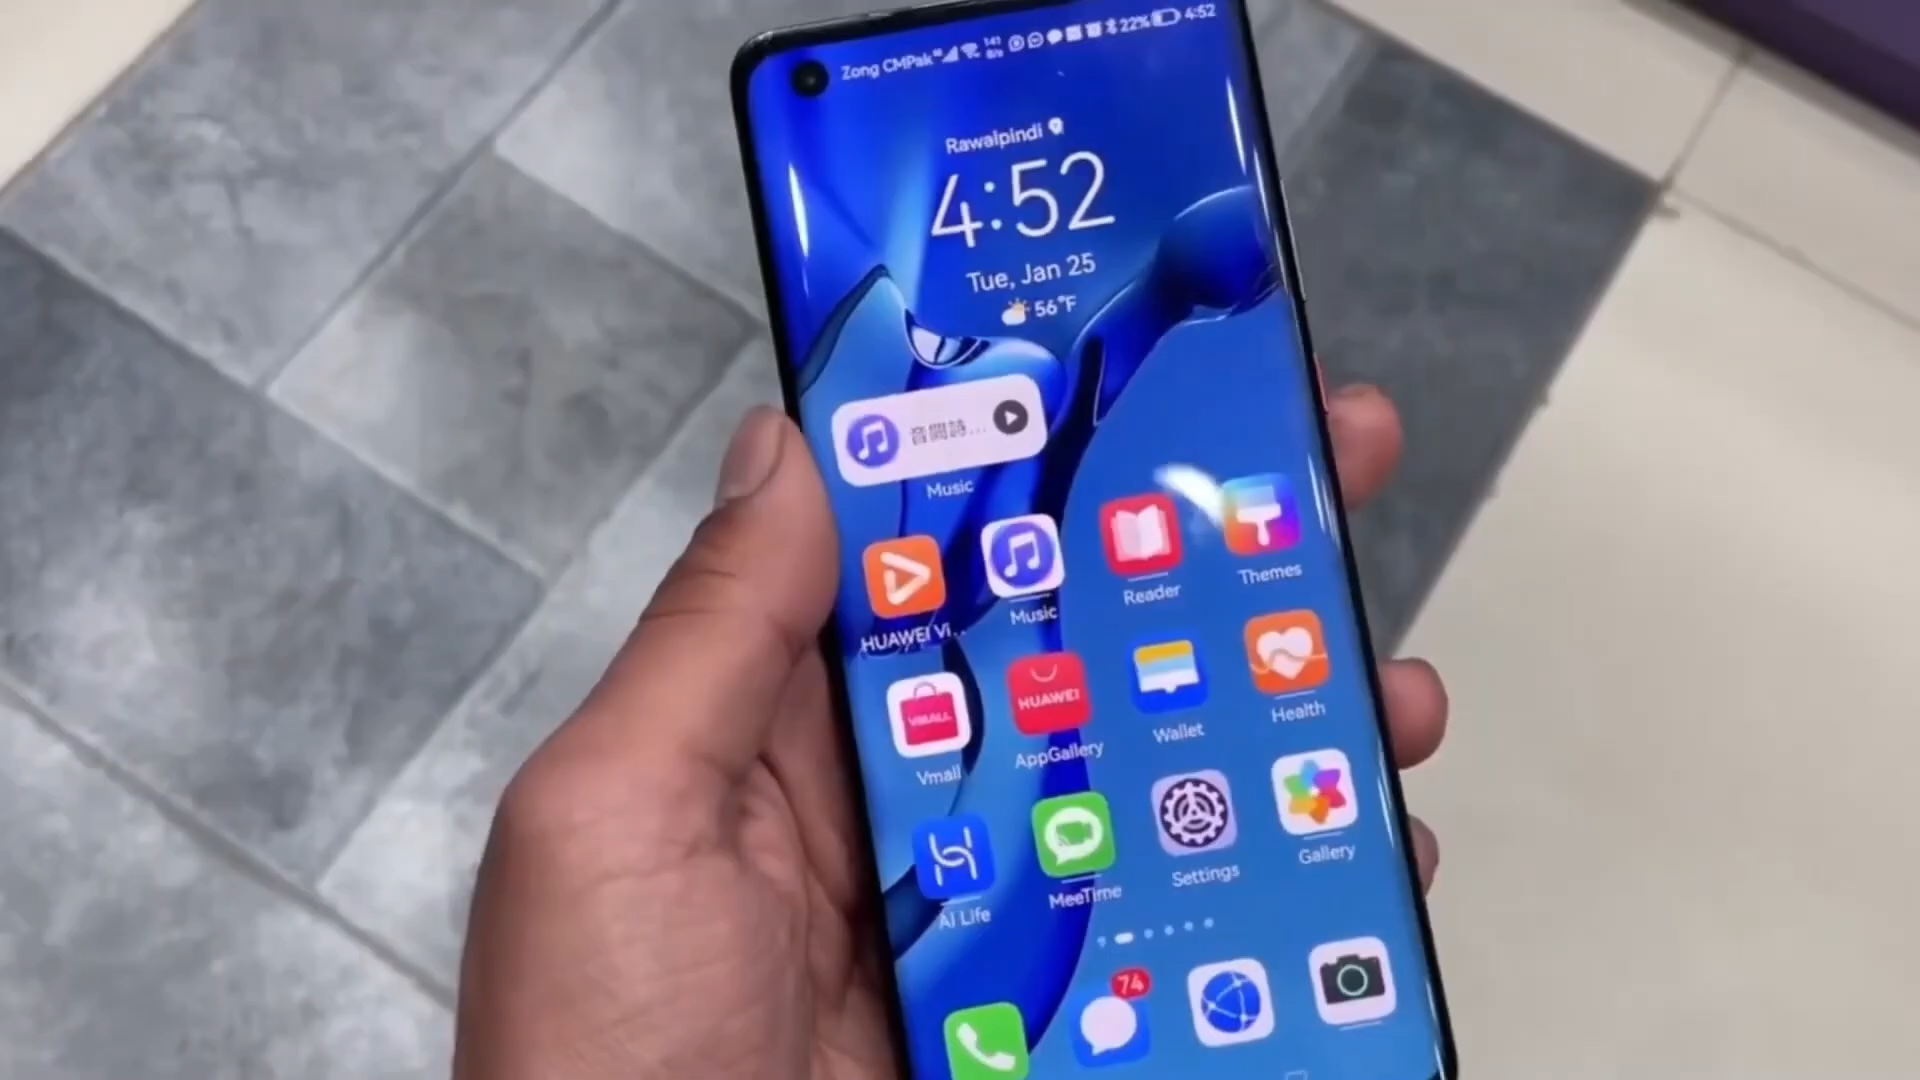 Zong CMPak 22% 4:52
Rawalpindi
4:52
Tue, Jan 25
56°F
Music
HUAWEI Vi...
Music
Reader
Themes
VMALL
HUAWEI
Vmall
AppGallery
Wallet
Health
AI Life
MeeTime
Settings
Gallery
74